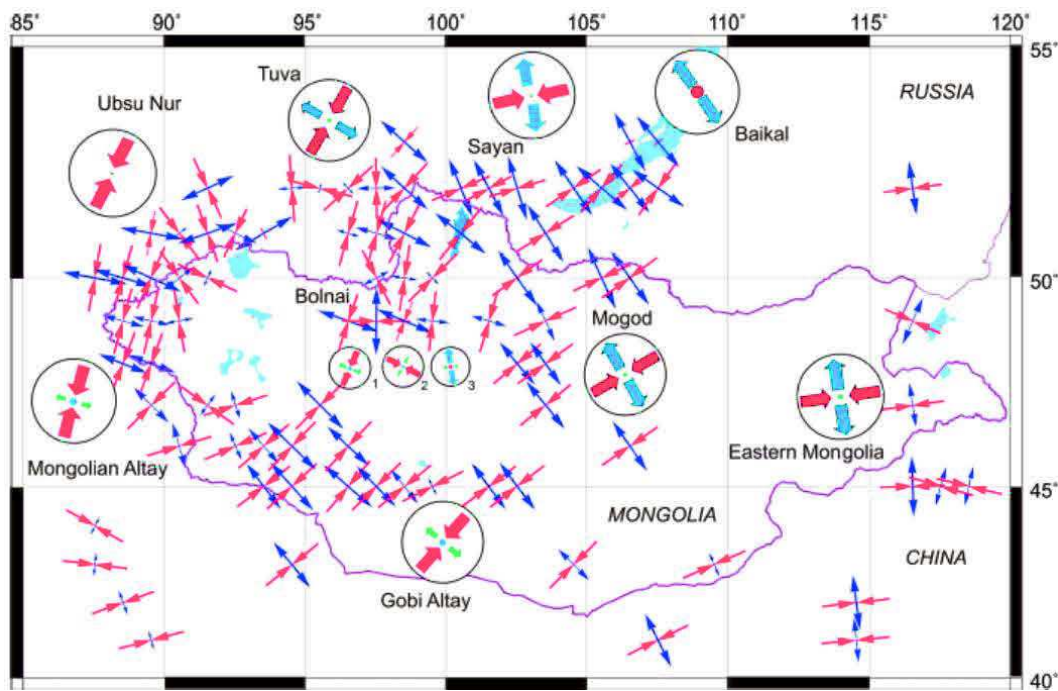 85˚ 90˚ 95˚ 100˚ 105˚ 110˚ 115˚ 120˚
55˚
Tuva
Ubsu Nur
Sayan
Baikal
RUSSIA
50˚
Bolnai
Mogod
1 2 3
Mongolian Altay
Eastern Mongolia
45˚
MONGOLIA
CHINA
Gobi Altay
40˚